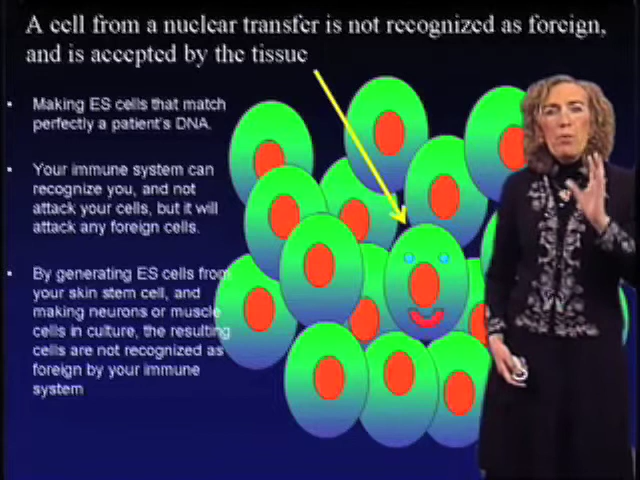 A cell from a nuclear transfer is not recognized as foreign,
and is accepted by the tissue
Making ES cells that match
perfectly a patient's DNA.
Your immune system can
recognize you, and not
attack your cells, but it will
attack any foreign cells.
By generating ES cells from
your skin stem cell, and
making neurons or muscle
cells in culture, the resulting
cells are not recognized as
foreign by your immune
system